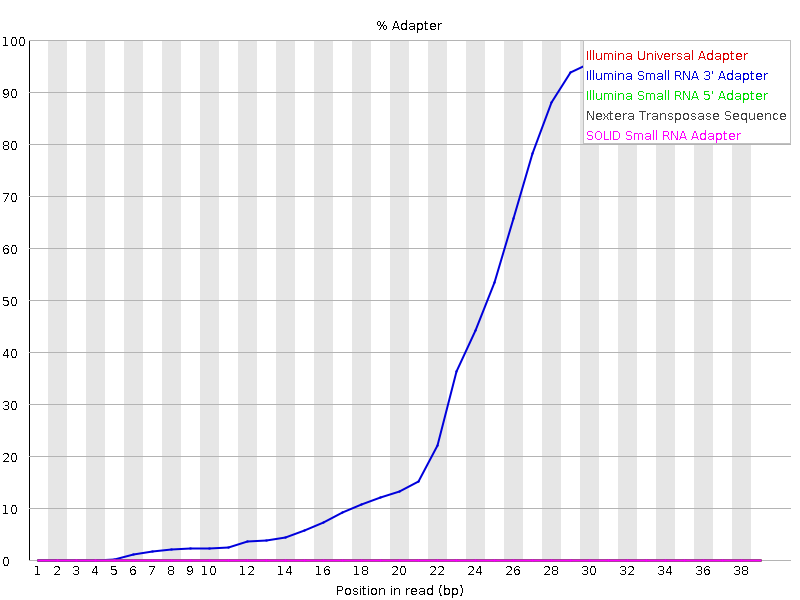 % Adapter
100
90
80
70
60
50
40
30
20
10
0
Illumina Universal Adapter
Illumina Small RNA 3' Adapter
Illumina Small RNA 5' Adapter
Nextera Transposase Sequence
SOLID Small RNA Adapter
1 2 3 4 5 6 7 8 9 10 12 14 16 18 20 22 24 26 28 30 32 34 36 38
Position in read (bp)